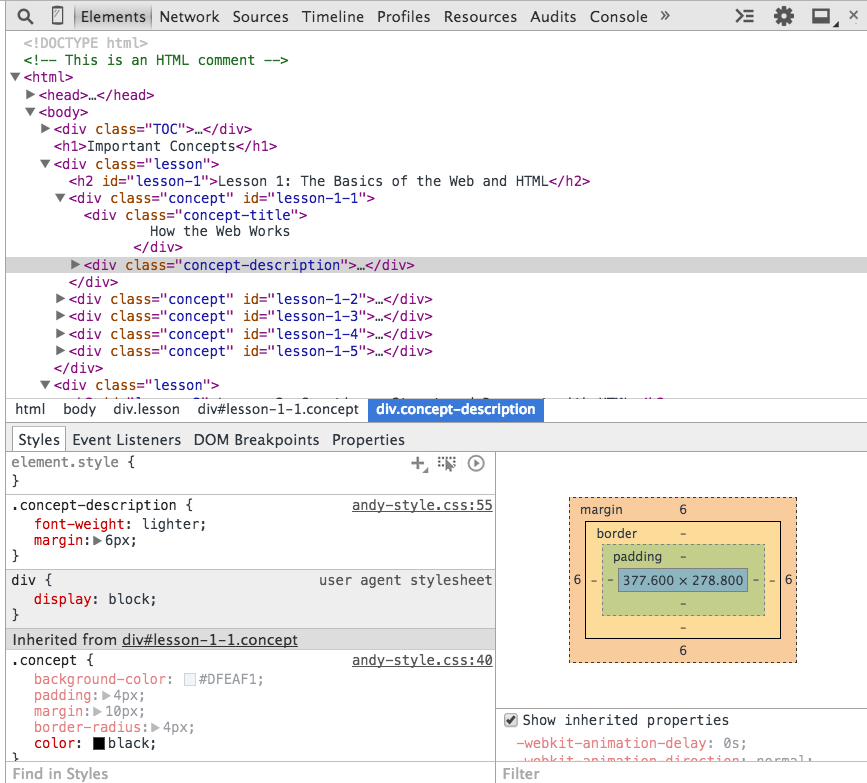 Elements Network Sources Timeline Profiles Resources Audits Console »
<!DOCTYPE html>
<!-- This is an HTML comment -->
▼<html>
▶<head>…</head>
▼<body>
▶<div class="TOC">…</div>
<h1>Important Concepts</h1>
▼<div class="lesson">
<h2 id="lesson-1">Lesson 1: The Basics of the Web and HTML</h2>
▼<div class="concept" id="lesson-1-1">
<div class="concept-title">
How the Web Works
</div>
▶<div class="concept-description">…</div>
</div>
▶<div class="concept" id="lesson-1-2">…</div>
▶<div class="concept" id="lesson-1-3">…</div>
▶<div class="concept" id="lesson-1-4">…</div>
▶<div class="concept" id="lesson-1-5">…</div>
</div>
▼<div class="lesson">
html body div.lesson div#lesson-1-1.concept div.concept-description
Styles Event Listeners DOM Breakpoints Properties
element.style {
}
.concept-description { andy-style.css:55
font-weight: lighter;
margin:▶6px;
}
div { user agent stylesheet
display: block;
}
Inherited from div#lesson-1-1.concept
.concept { andy-style.css:40
background-color: #DFEAF1;
padding:▶4px;
margin:▶10px;
border-radius:▶4px;
color: black;
}
Find in Styles
margin 6
border -
padding -
6 - - 377.600 × 278.800 - - 6
-
-
6
Show inherited properties
-webkit-animation-delay: 0s;
-webkit-animation-direction: normal;
Filter